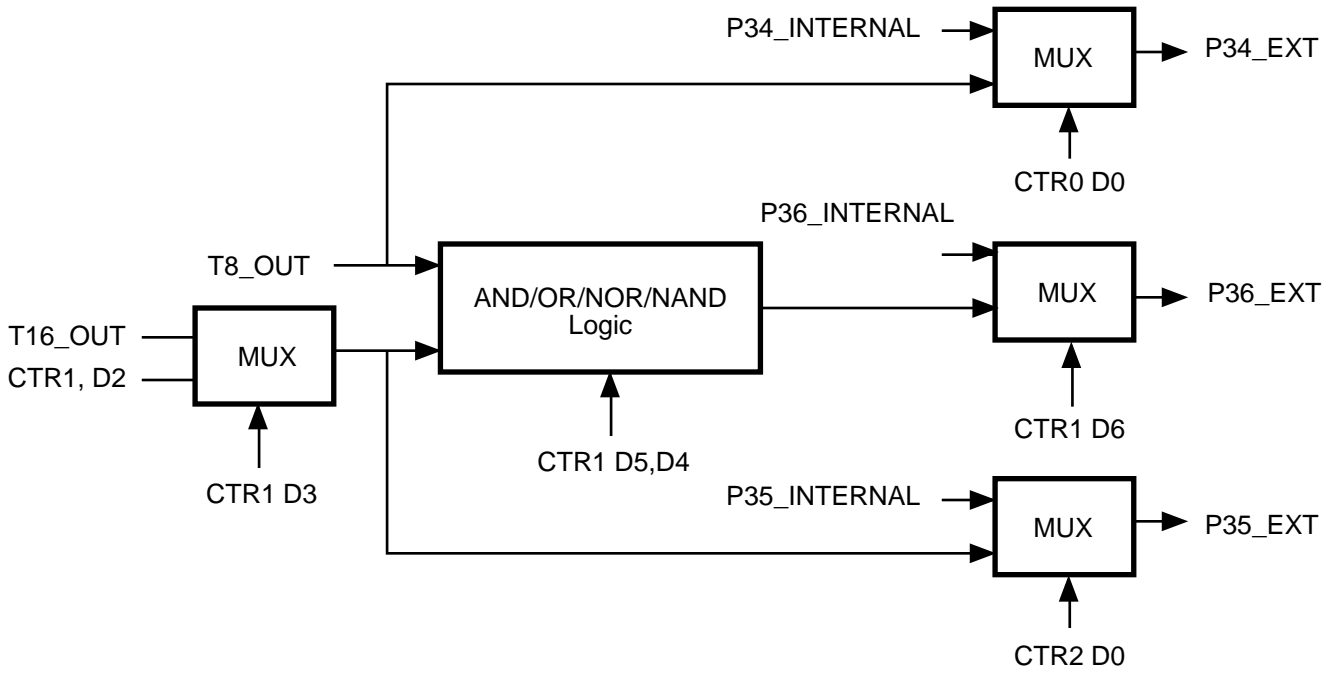 P34_INTERNAL
MUX
P34_EXT
CTR0 D0
P36_INTERNAL
T8_OUT
AND/OR/NOR/NAND
Logic
MUX
P36_EXT
T16_OUT
MUX
CTR1, D2
CTR1 D6
CTR1 D5,D4
CTR1 D3
P35_INTERNAL
MUX
P35_EXT
CTR2 D0